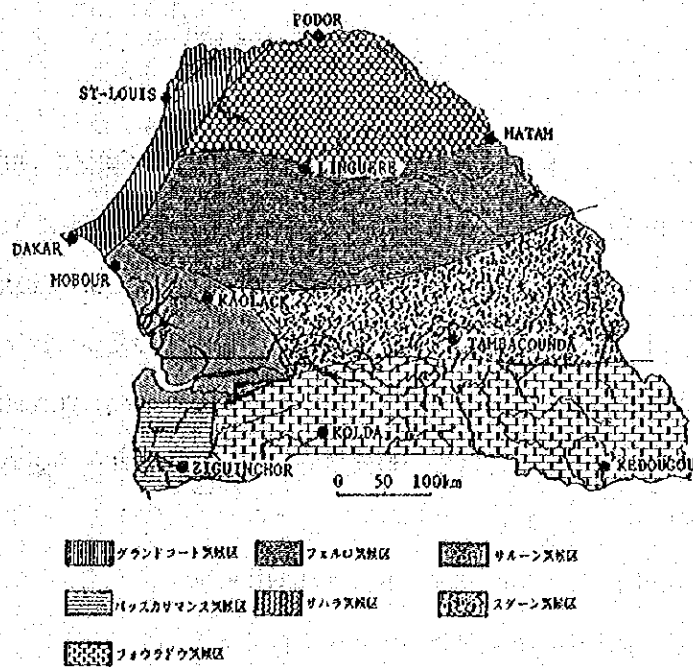 PODOR
ST-LOUIS
MATAM
LINGUERE
DAKAR
MOBOUR
KAOLACK
TAMBACOUNDA
KOLDA
ZIGUINCHOR
KEDOUGOU
0 50 100km
グランドコート気候区 フェルロ気候区 サルーン気候区
バッスカサマンス気候区 サハラ気候区 スダーン気候区
フォウラドウ気候区